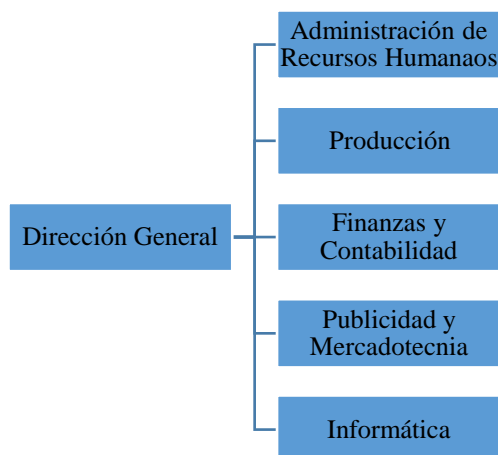 Administración de
Recursos Humanaos
Producción
Dirección General
Finanzas y
Contabilidad
Publicidad y
Mercadotecnia
Informática